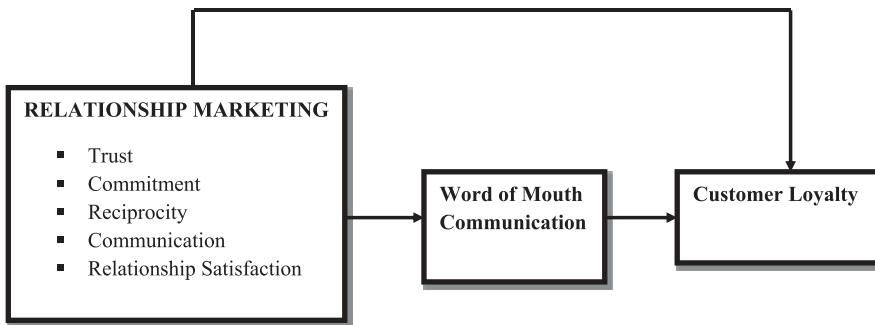 RELATIONSHIP MARKETING
▪ Trust
▪ Commitment
▪ Reciprocity
▪ Communication
▪ Relationship Satisfaction
Word of Mouth
Communication
Customer Loyalty